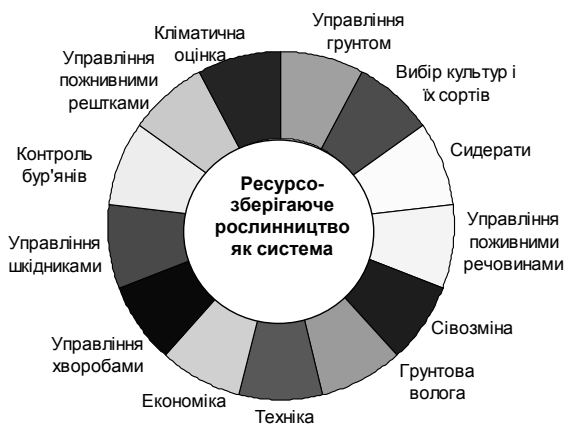 Кліматична
оцінка
Управління
грунтом
Вибір культур і
їх сортів
Сидерати
Управління
поживними
речовинами
Сівозміна
Грунтова
волога
Техніка
Економіка
Управління
хворобами
Управління
шкідниками
Контроль
бур'янів
Управління
пожнивними
рештками
Ресурсо-
зберігаюче
рослинництво
як система